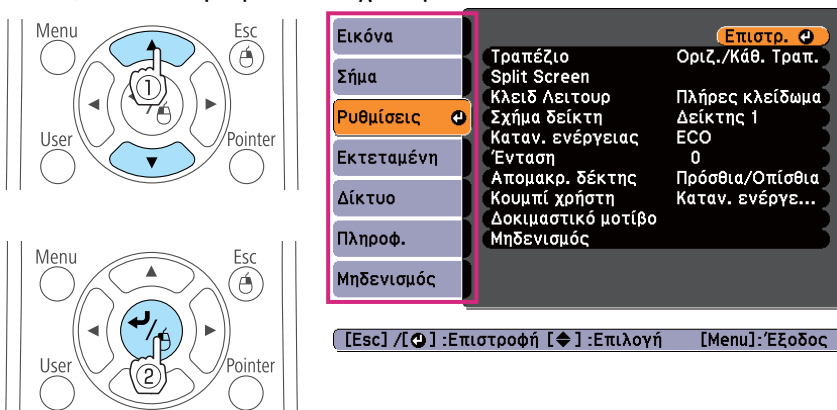 Menu
Esc
1
User
Pointer
Menu
Esc
User
2
Pointer
Εικόνα
Σήμα
Ρυθμίσεις
Εκτεταμένη
Δίκτυο
Πληροφ.
Μηδενισμός
Επιστρ.
Τραπέζιο Οριζ./Κάθ. Τραπ.
Split Screen
Κλειδ Λειτουρ Πλήρες κλείδωμα
Σχήμα δείκτη Δείκτης 1
Καταν. ενέργειας ECO
Ένταση 0
Απομακρ. δέκτης Πρόσθια/Οπίσθια
Κουμπί χρήστη Καταν. ενέργε...
Δοκιμαστικό μοτίβο
Μηδενισμός
[Esc] /[ ] :Επιστροφή [ ] :Επιλογή [Menu]:Έξοδος